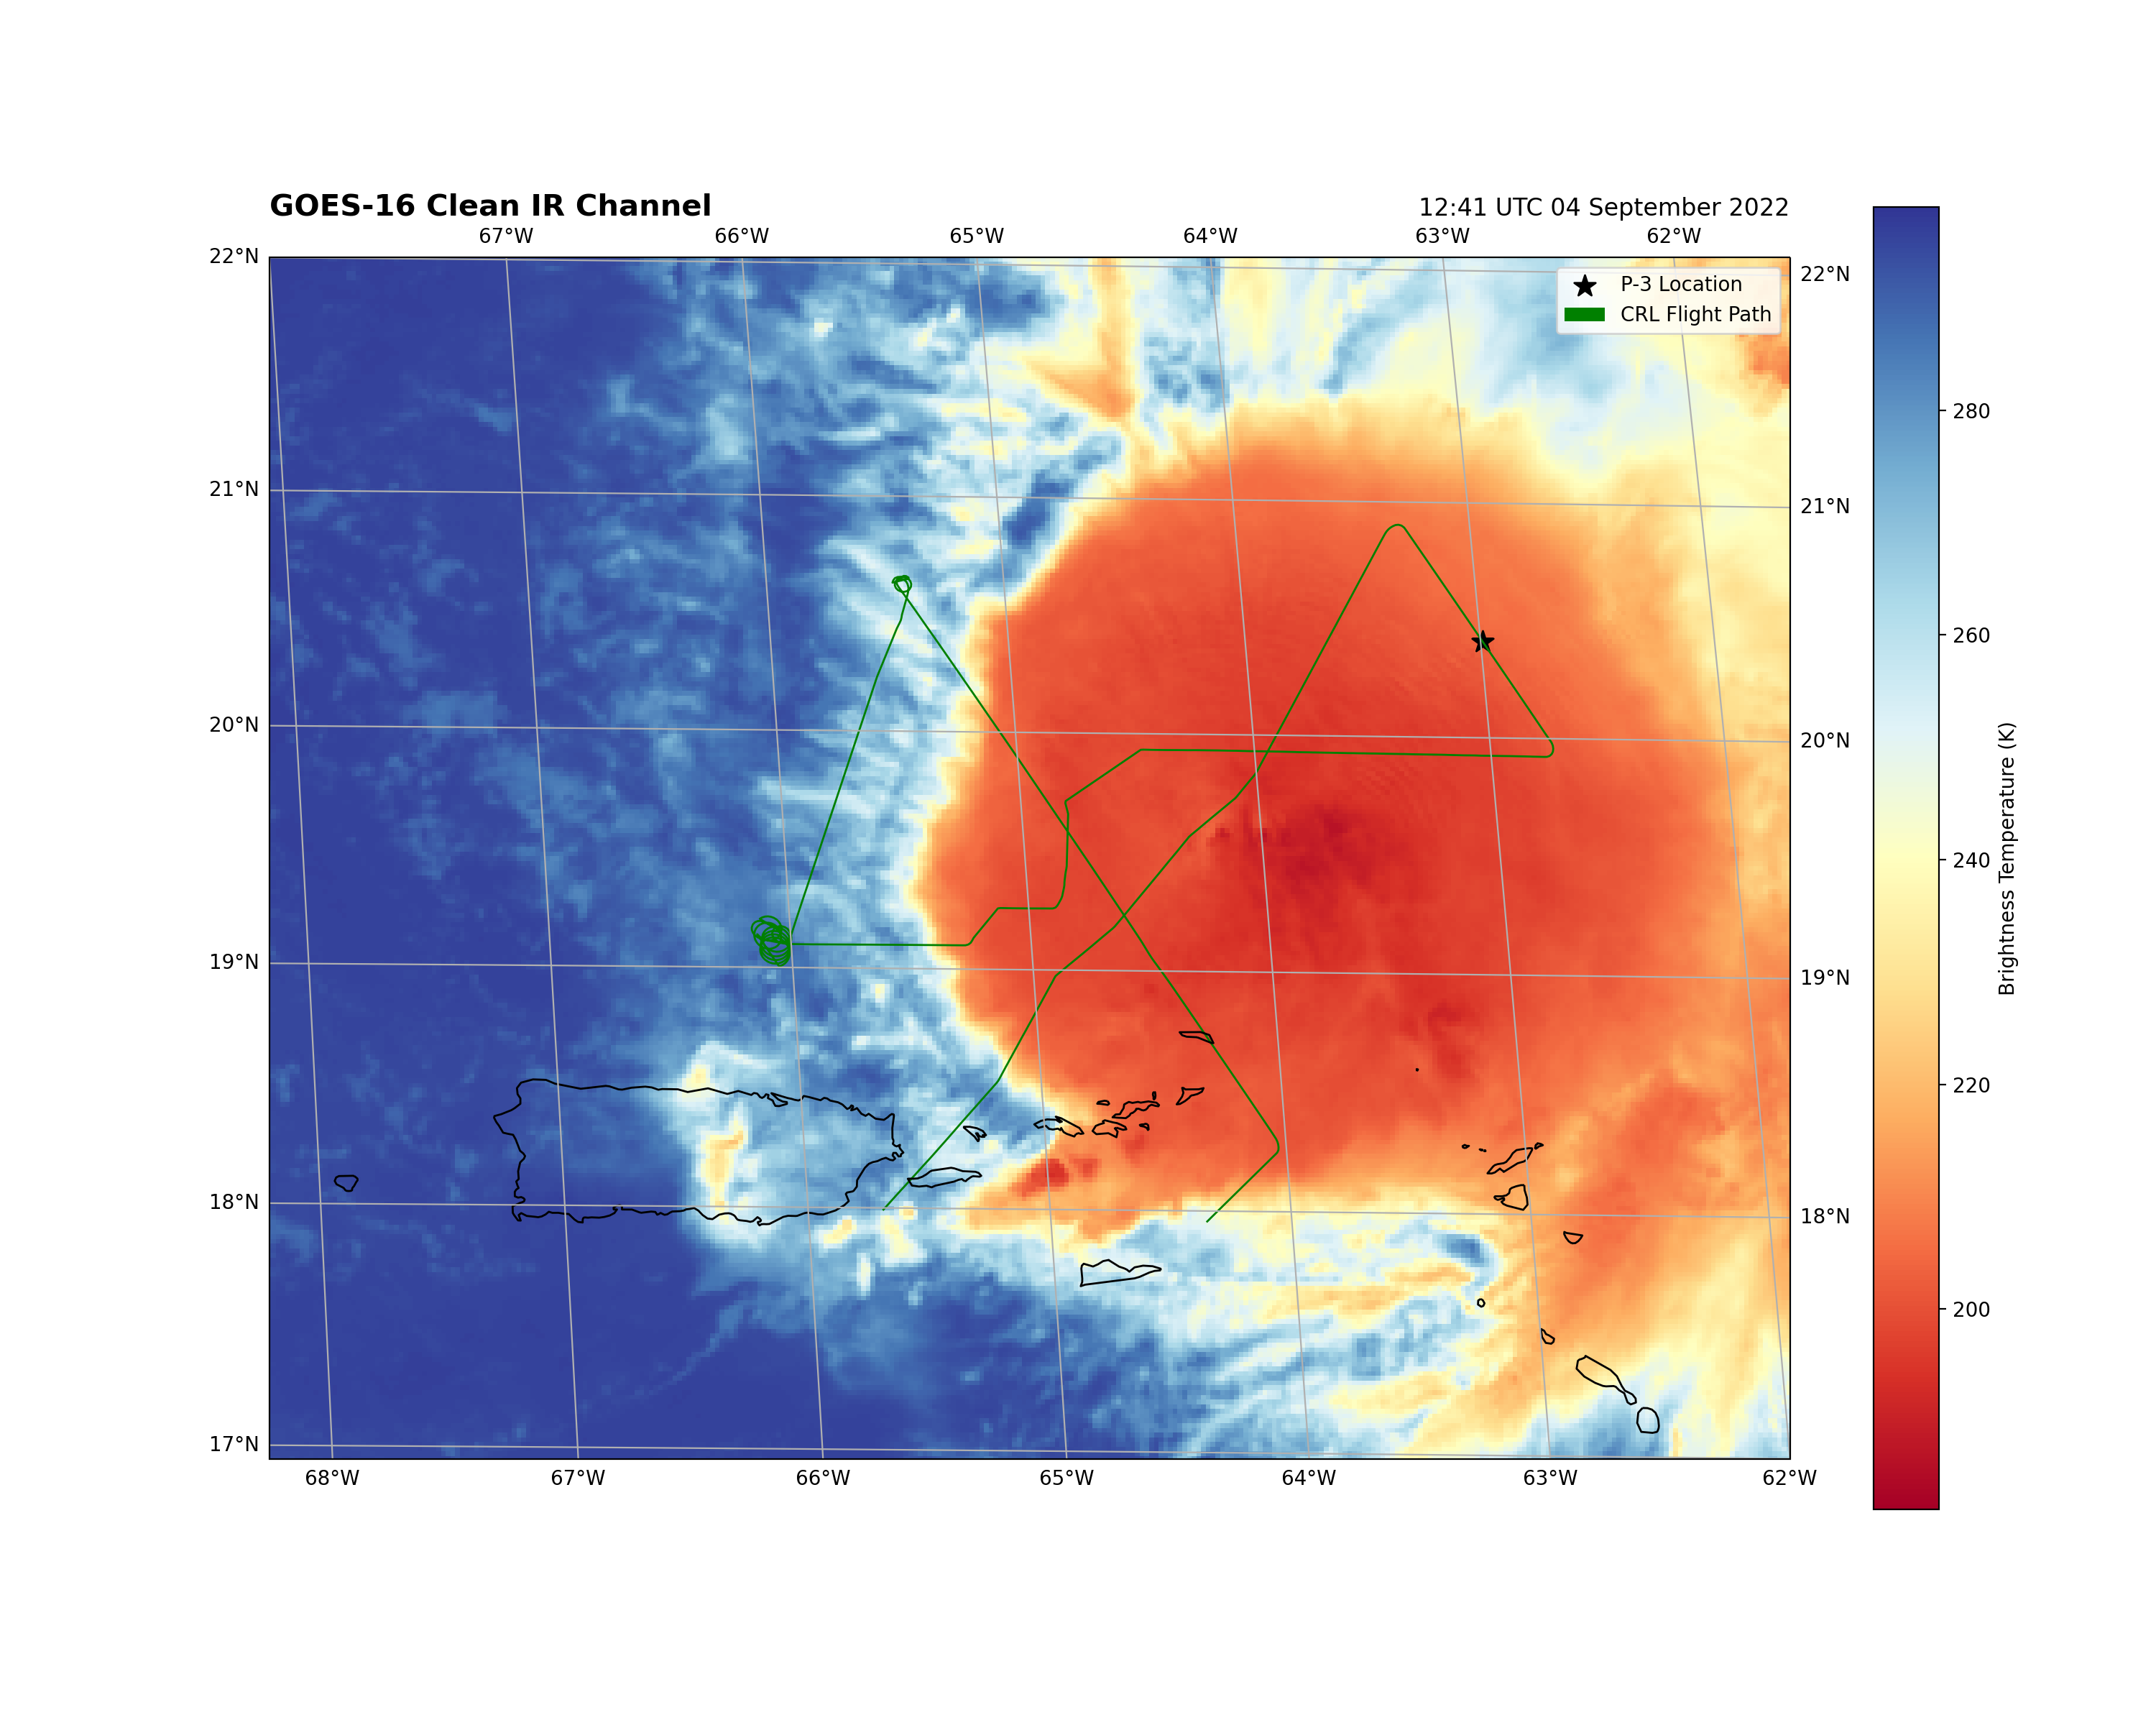 GOES-16 Clean IR Channel
12:41 UTC 04 September 2022
67°W 66°W 65°W 64°W 63°W 62°W
22°N
22°N
P-3 Location
CRL Flight Path
280
21°N
21°N
260
20°N
20°N
240
Brightness Temperature (K)
19°N
19°N
220
18°N
18°N
200
17°N
68°W 67°W 66°W 65°W 64°W 63°W 62°W